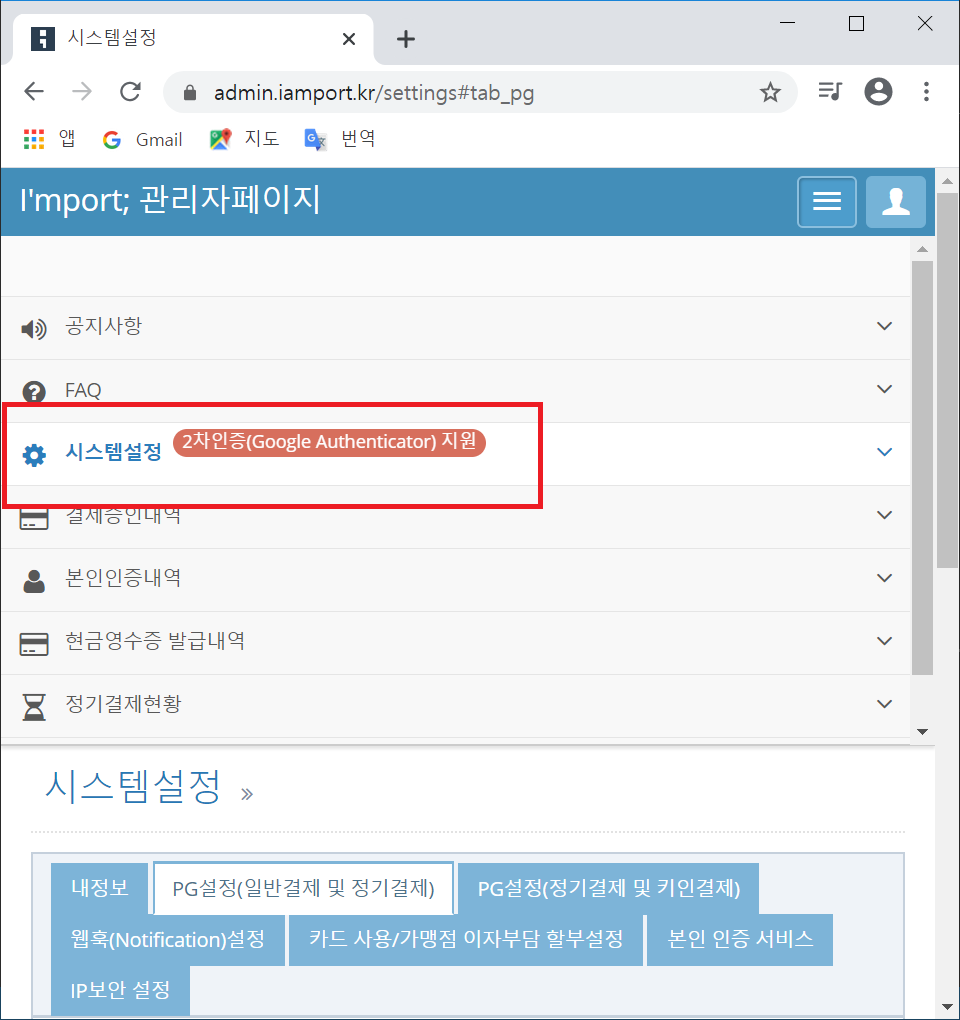 시스템설정
admin.iamport.kr/settings#tab_pg
앱 Gmail 지도 번역
I'mport; 관리자페이지
공지사항
FAQ
시스템설정 2차인증(Google Authenticator) 지원
결제승인내역
본인인증내역
현금영수증 발급내역
정기결제현황
시스템설정 »
내정보 PG설정(일반결제 및 정기결제) PG설정(정기결제 및 키인결제)
웹훅(Notification)설정 카드 사용/가맹점 이자부담 할부설정 본인 인증 서비스
IP보안 설정